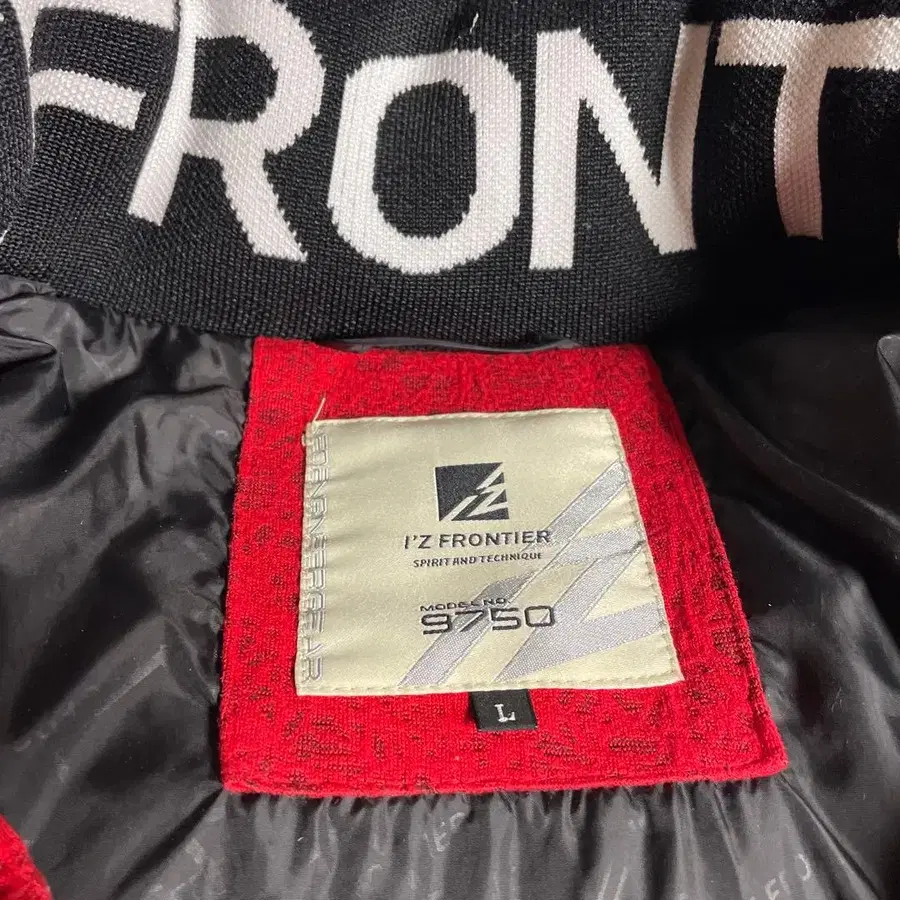 FRONT
I'Z FRONTIER
SPIRIT AND TECHNIQUE
MODEL NO.
9750
L